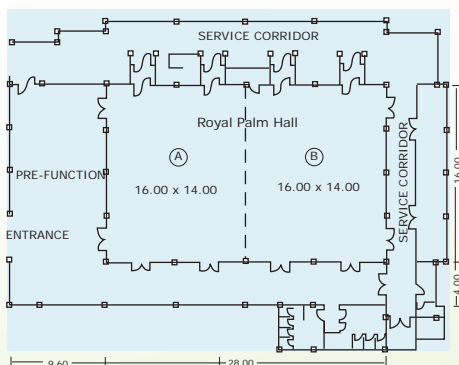 SERVICE CORRIDOR
Royal Palm Hall
A
B
16.00 x 14.00
16.00 x 14.00
PRE-FUNCTION
ENTRANCE
SERVICE CORRIDOR
16.00
4.00
9.60
28.00